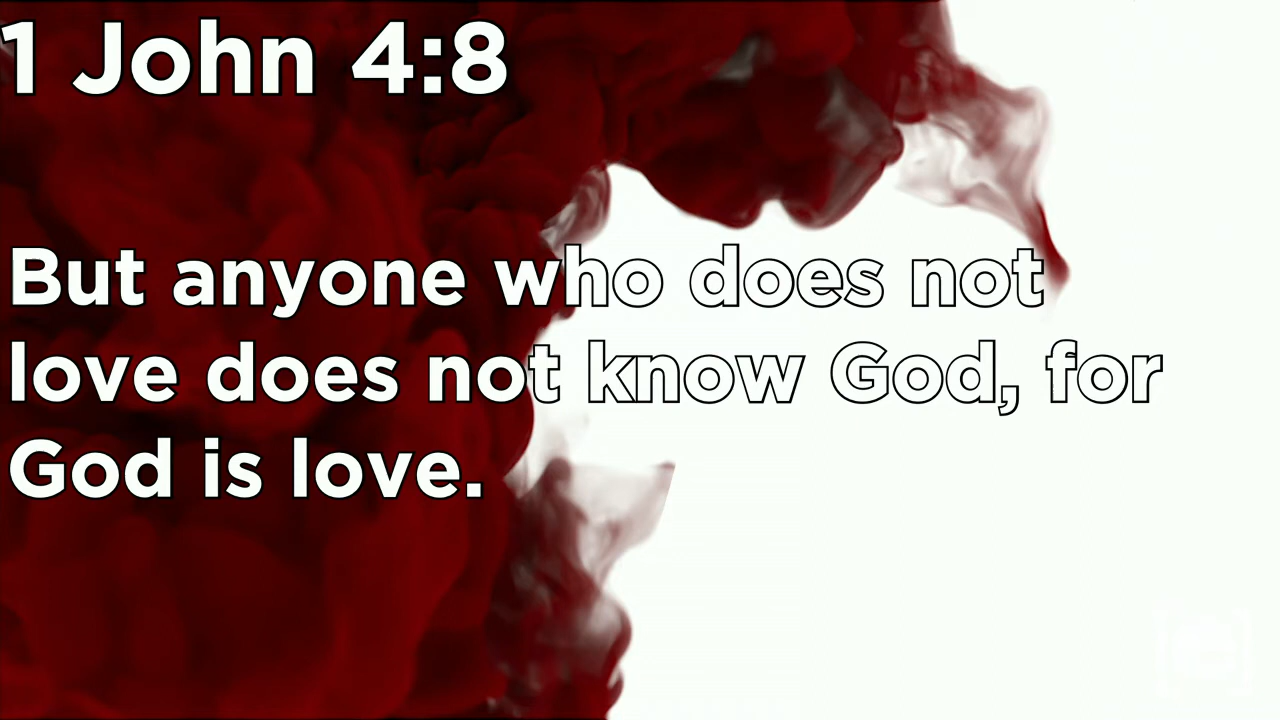 1 John 4:8
But anyone who does not
love does not know God, for
God is love.